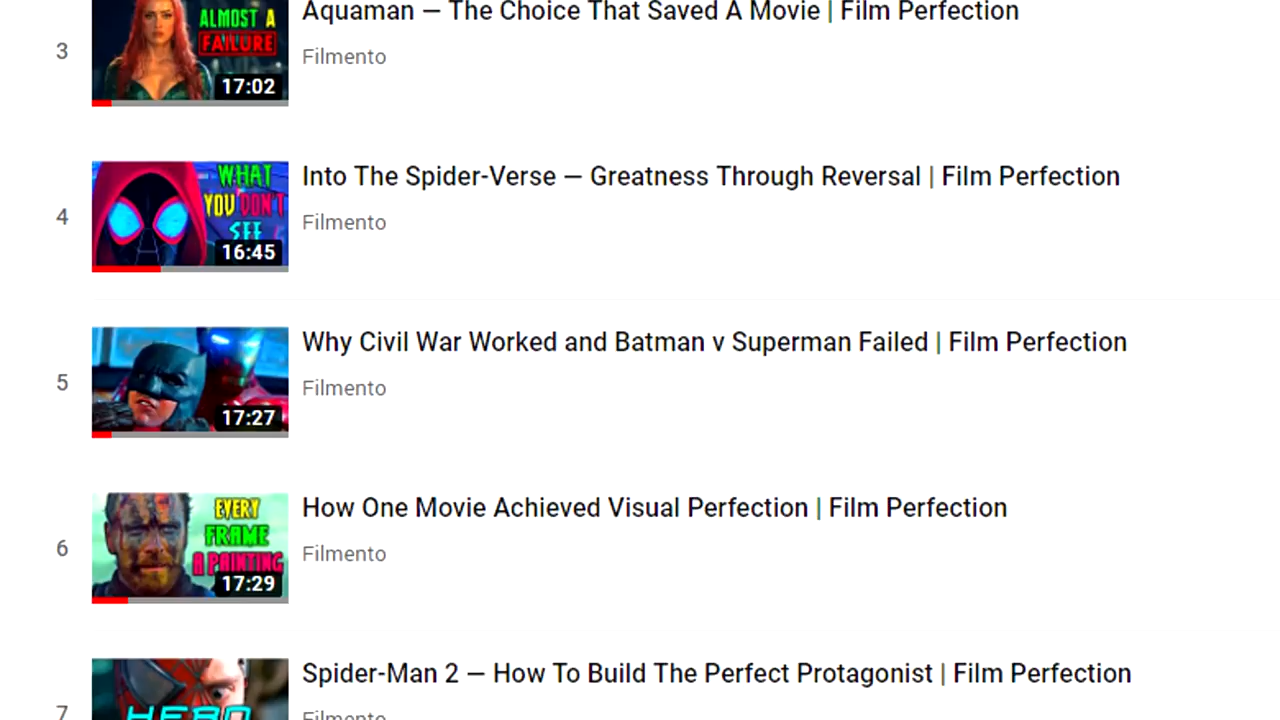 Aquaman — The Choice That Saved A Movie | Film Perfection
ALMOST A
FAILURE
3
Filmento
17:02
Into The Spider-Verse — Greatness Through Reversal | Film Perfection
WHAT
YOU DON'T
SEE
4
Filmento
16:45
Why Civil War Worked and Batman v Superman Failed | Film Perfection
5
Filmento
17:27
How One Movie Achieved Visual Perfection | Film Perfection
EVERY
FRAME
A PAINTING
6
Filmento
17:29
Spider-Man 2 — How To Build The Perfect Protagonist | Film Perfection
7
HERO
Filmento